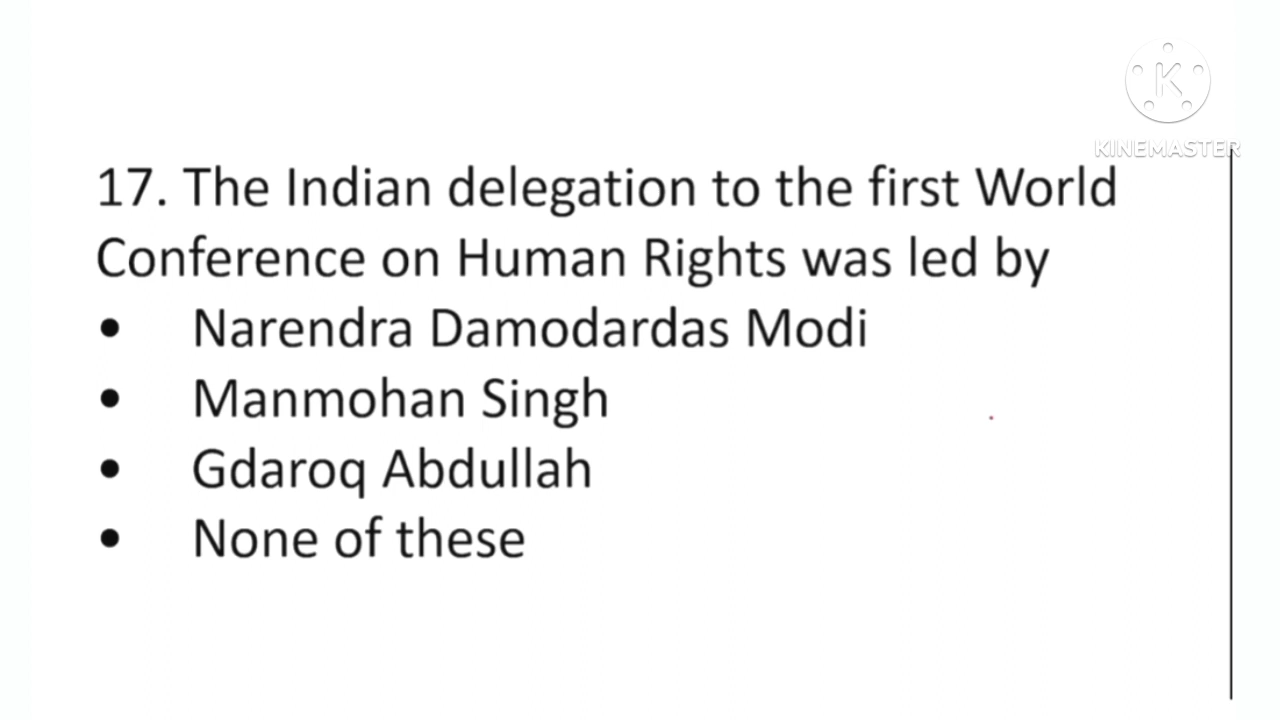 K
KINEMASTER
17. The Indian delegation to the first World
Conference on Human Rights was led by
• Narendra Damodardas Modi
• Manmohan Singh
• Gdaroq Abdullah
• None of these